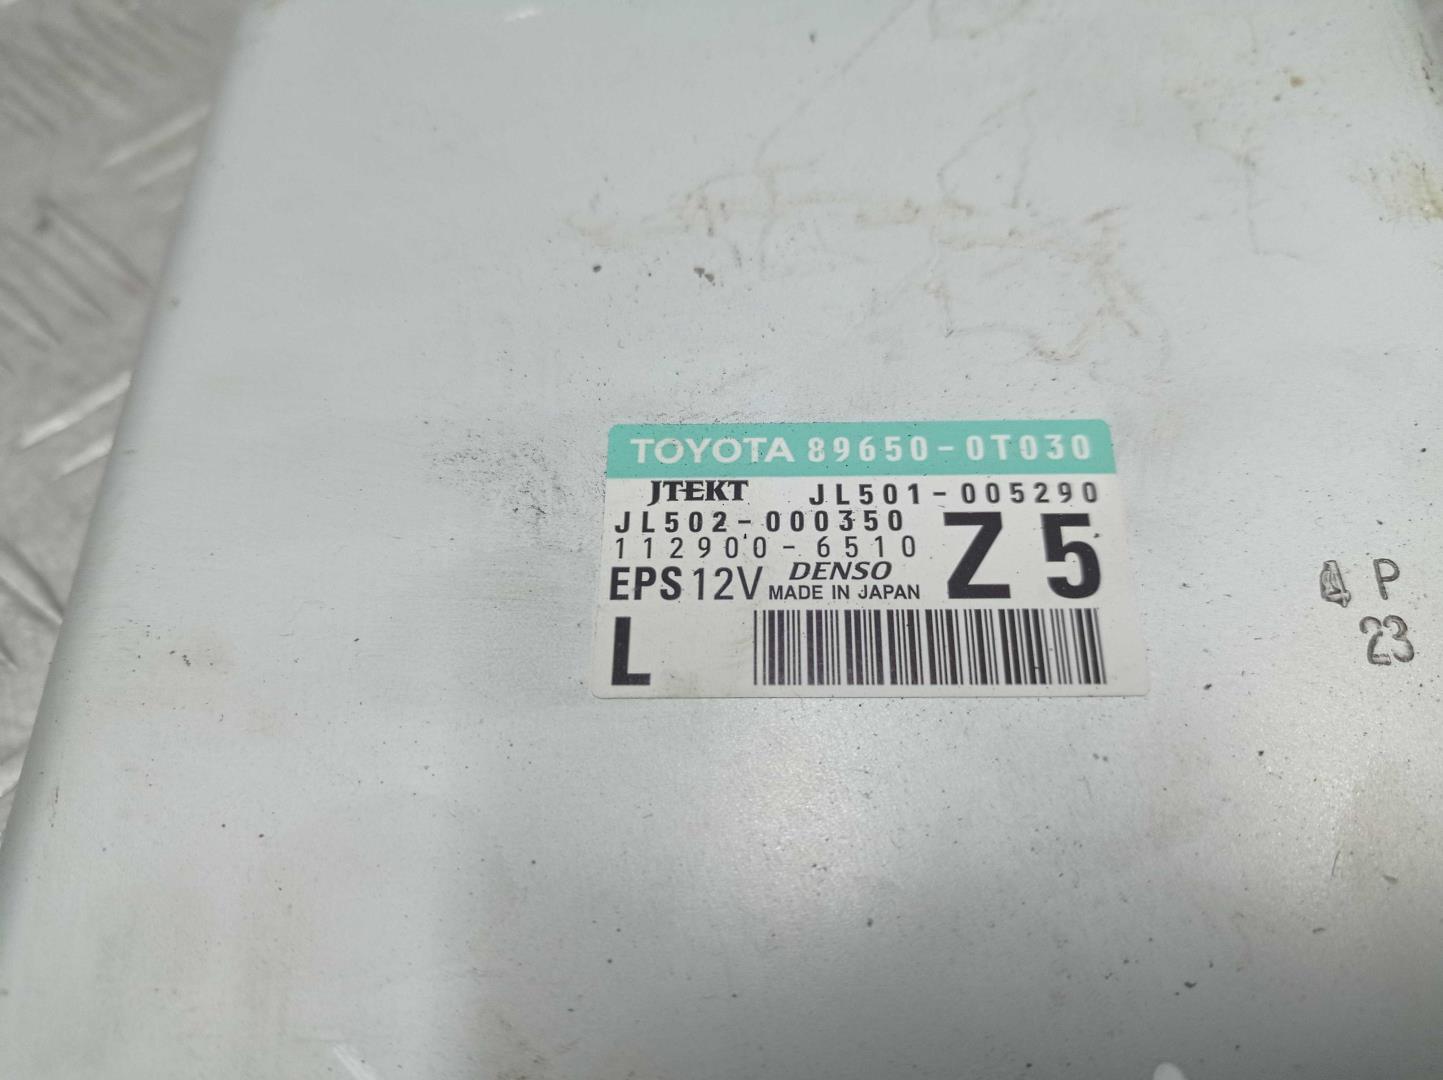 TOYOTA 89650-0T030
JTEKT JL501-005290
JL502-000350
112900-6510
Z5
EPS 12V DENSO
MADE IN JAPAN
L
4P
23